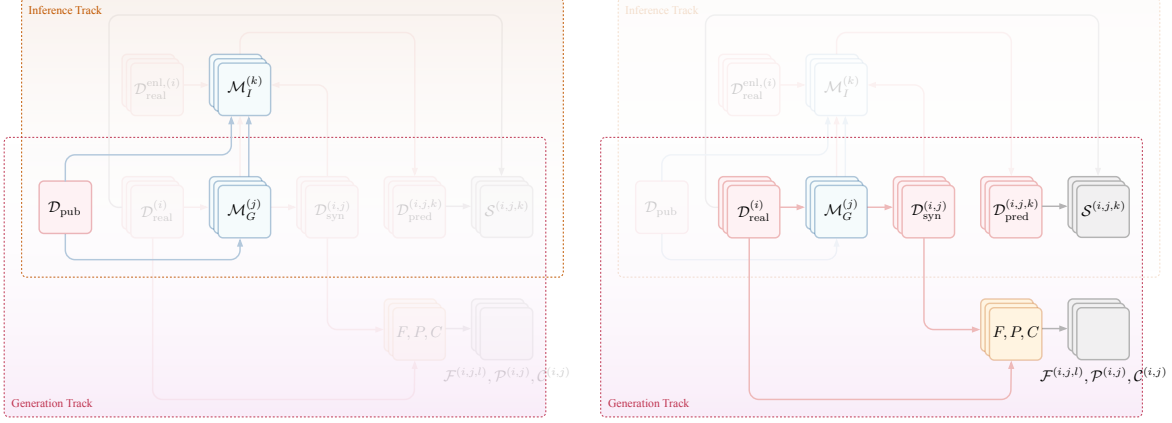 Inference Track
𝒟_real^{enl,(i)}
ℳ_I^{(k)}
𝒟_pub
𝒟_real^{(i)}
ℳ_G^{(j)}
𝒟_syn^{(i,j)}
𝒟_pred^{(i,j,k)}
𝒮^{(i,j,k)}
F, P, C
ℱ^{(i,j,l)}, 𝒫^{(i,j)}, 𝒞^{(i,j)}
Generation Track
Inference Track
𝒟_real^{enl,(i)}
ℳ_I^{(k)}
𝒟_pub
𝒟_real^{(i)}
ℳ_G^{(j)}
𝒟_syn^{(i,j)}
𝒟_pred^{(i,j,k)}
𝒮^{(i,j,k)}
F, P, C
ℱ^{(i,j,l)}, 𝒫^{(i,j)}, 𝒞^{(i,j)}
Generation Track